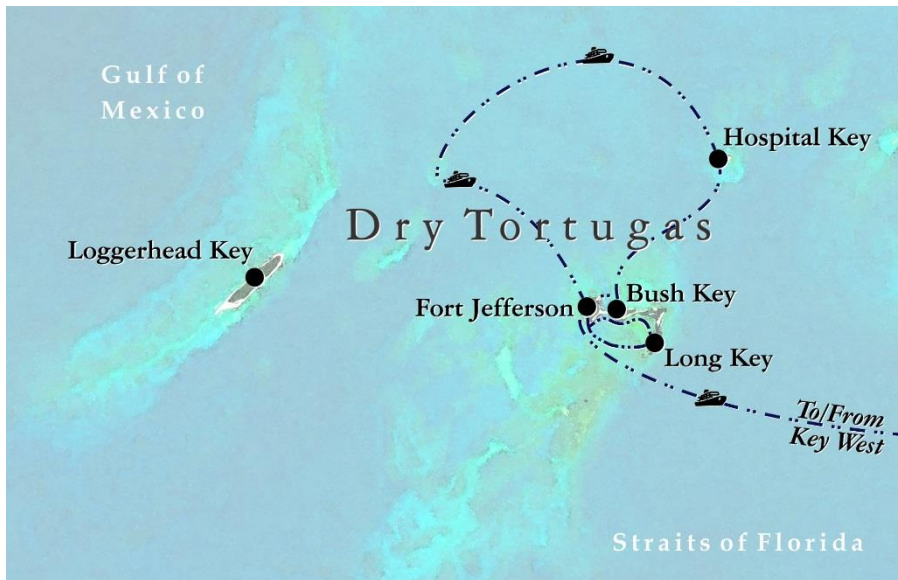 Gulf of
Mexico
Hospital Key
Dry Tortugas
Loggerhead Key
Bush Key
Fort Jefferson
Long Key
To/From
Key West
Straits of Florida